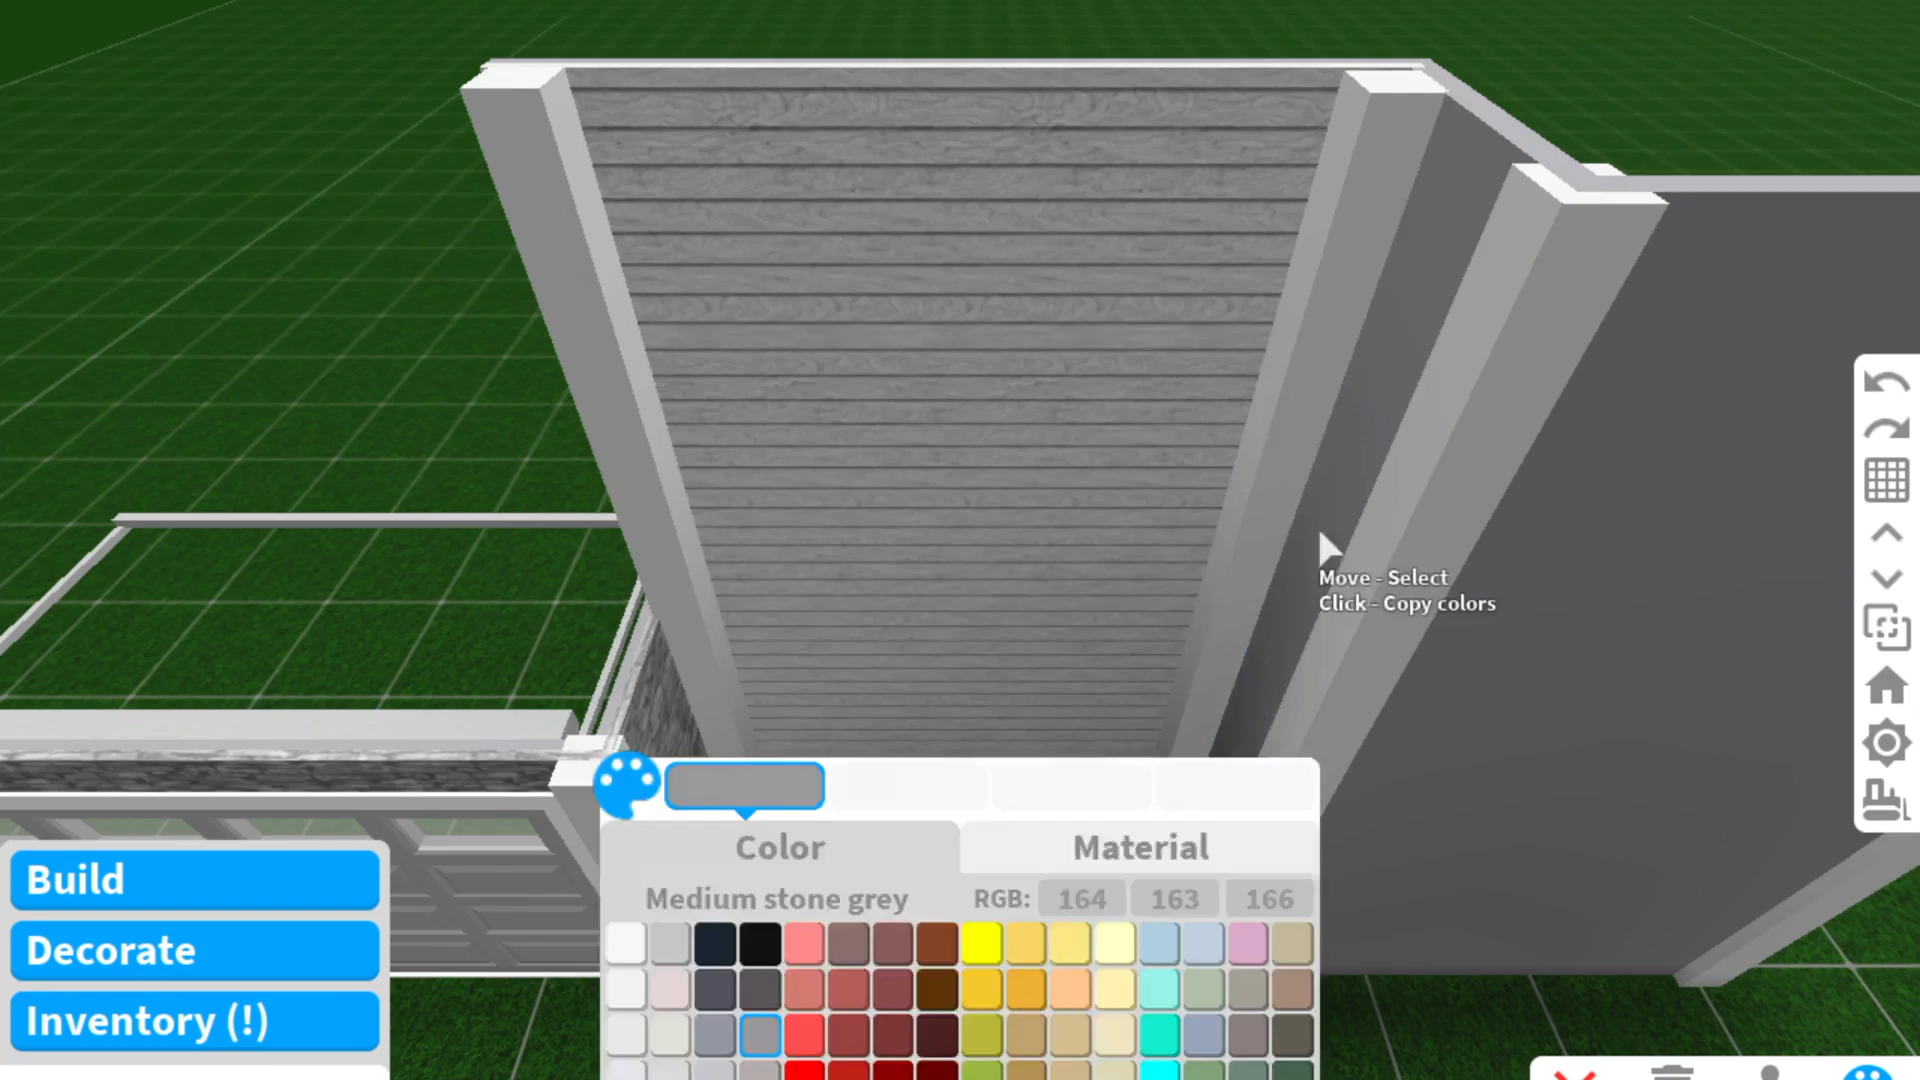 Move - Select
Click - Copy colors
Color
Material
Medium stone grey
RGB: 164 163 166
Build
Decorate
Inventory (!)